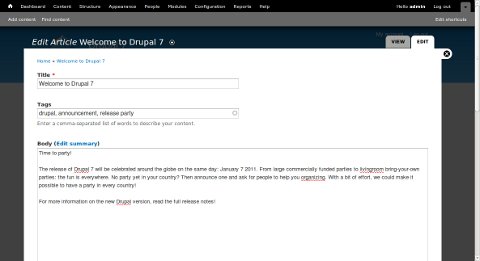 Dashboard Content Structure Appearance People Modules Configuration Reports Help Hello admin Log out
Add content Find content Edit shortcuts
Edit Article Welcome to Drupal 7
VIEW EDIT
Home » Welcome to Drupal 7
Title *
Welcome to Drupal 7
Tags
drupal, announcement, release party
Enter a comma-separated list of words to describe your content.
Body (Edit summary)
Time to party!
The release of Drupal 7 will be celebrated around the globe on the same day: January 7 2011. From large commercially funded parties to livingroom bring-your-own
parties: the fun is everywhere. No party yet in your country? Then announce one and ask for people to help you organizing. With a bit of effort, we could make it
possible to have a party in every country!
For more information on the new Drupal version, read the full release notes!